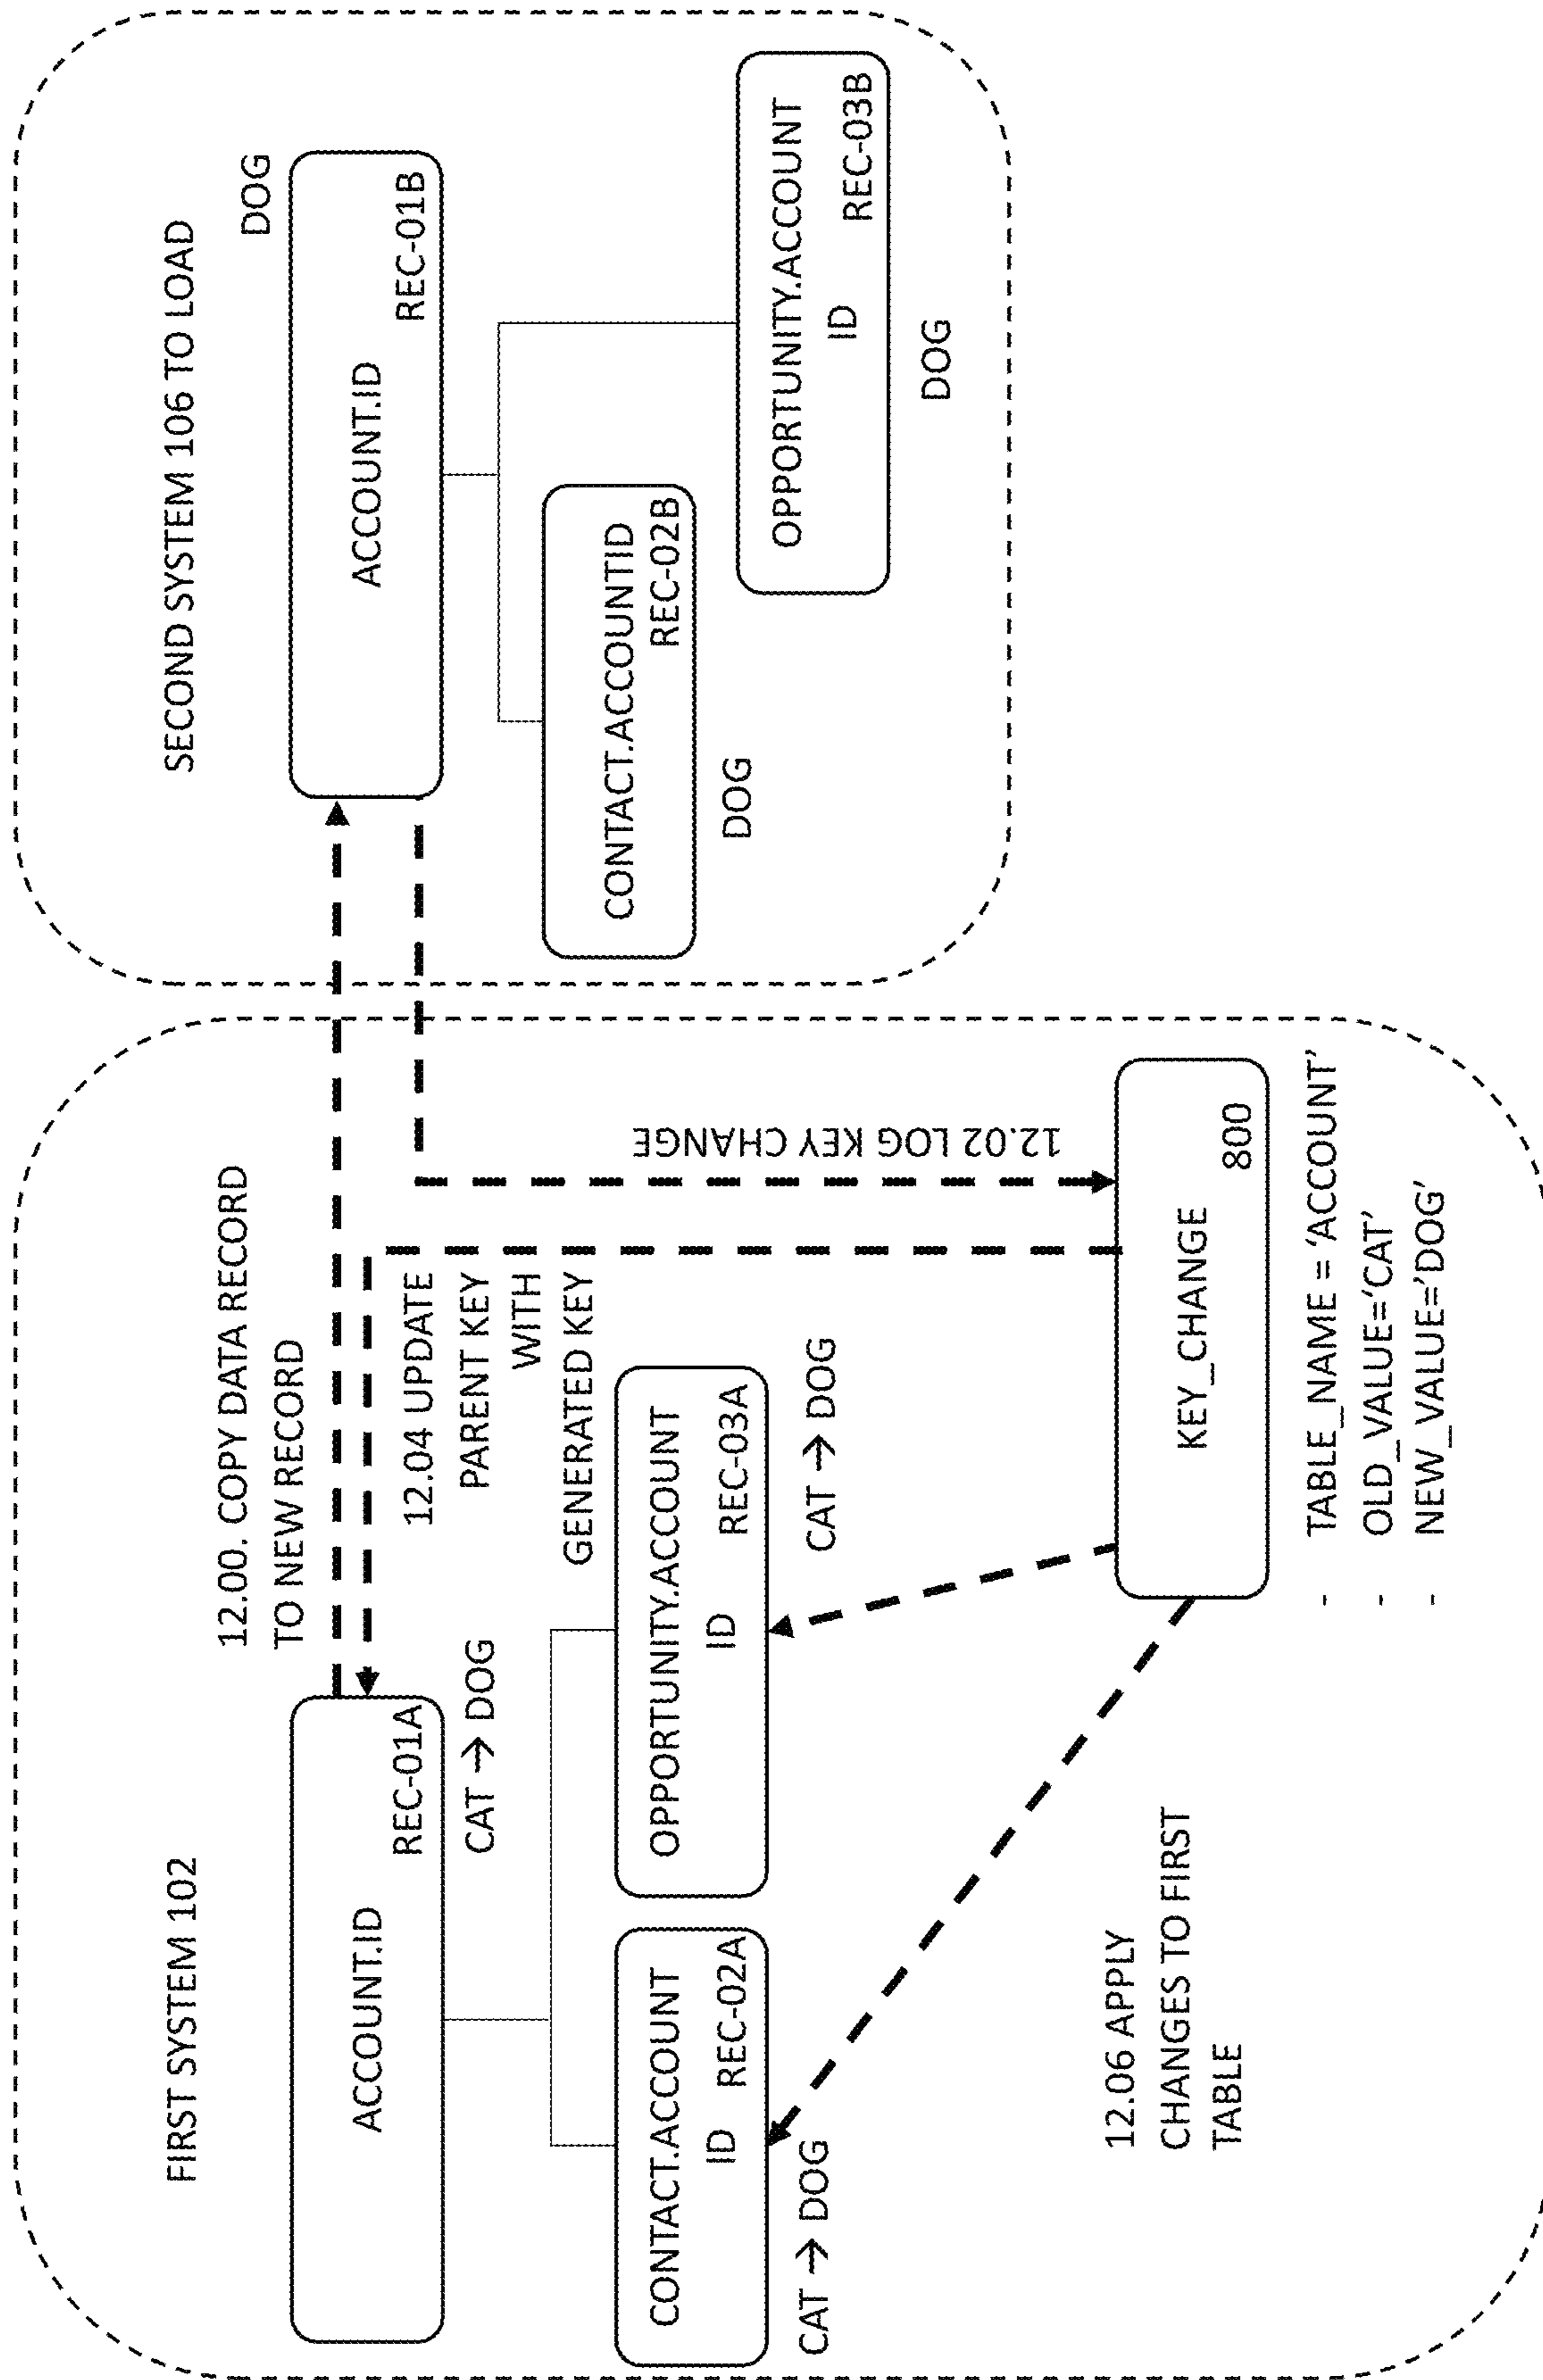 FIRST SYSTEM 102
ACCOUNT.ID
REC-01A
CAT → DOG
CONTACT.ACCOUNT
ID REC-02A
CAT → DOG
OPPORTUNITY.ACCOUNT
ID REC-03A
CAT → DOG
12.00. COPY DATA RECORD
TO NEW RECORD
12.04 UPDATE
PARENT KEY
WITH
GENERATED KEY
12.02 LOG KEY CHANGE
12.06 APPLY
CHANGES TO FIRST
TABLE
KEY_CHANGE
800
- TABLE_NAME = ‘ACCOUNT’
- OLD_VALUE=‘CAT’
- NEW_VALUE=‘DOG’
SECOND SYSTEM 106 TO LOAD
DOG
ACCOUNT.ID
REC-01B
CONTACT.ACCOUNTID
REC-02B
DOG
OPPORTUNITY.ACCOUNT
ID REC-03B
DOG